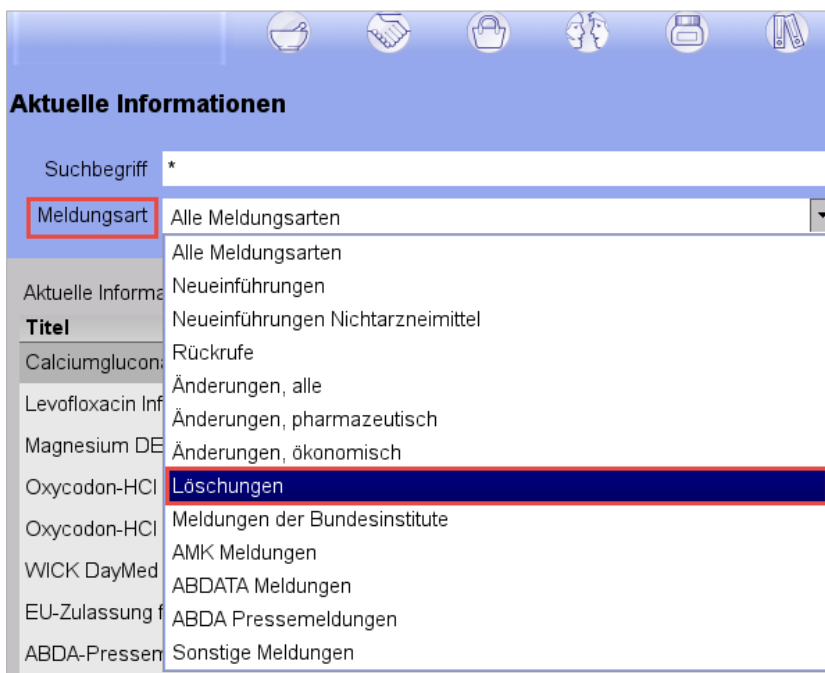 Aktuelle Informationen
Suchbegriff *
Meldungsart Alle Meldungsarten
Alle Meldungsarten
Neueinführungen
Neueinführungen Nichtarzneimittel
Rückrufe
Änderungen, alle
Änderungen, pharmazeutisch
Änderungen, ökonomisch
Löschungen
Meldungen der Bundesinstitute
AMK Meldungen
ABDATA Meldungen
ABDA Pressemeldungen
Sonstige Meldungen
Aktuelle Informa
Titel
Calciumglucon
Levofloxacin Inf
Magnesium DE
Oxycodon-HCl
Oxycodon-HCl
WICK DayMed
EU-Zulassung f
ABDA-Pressem